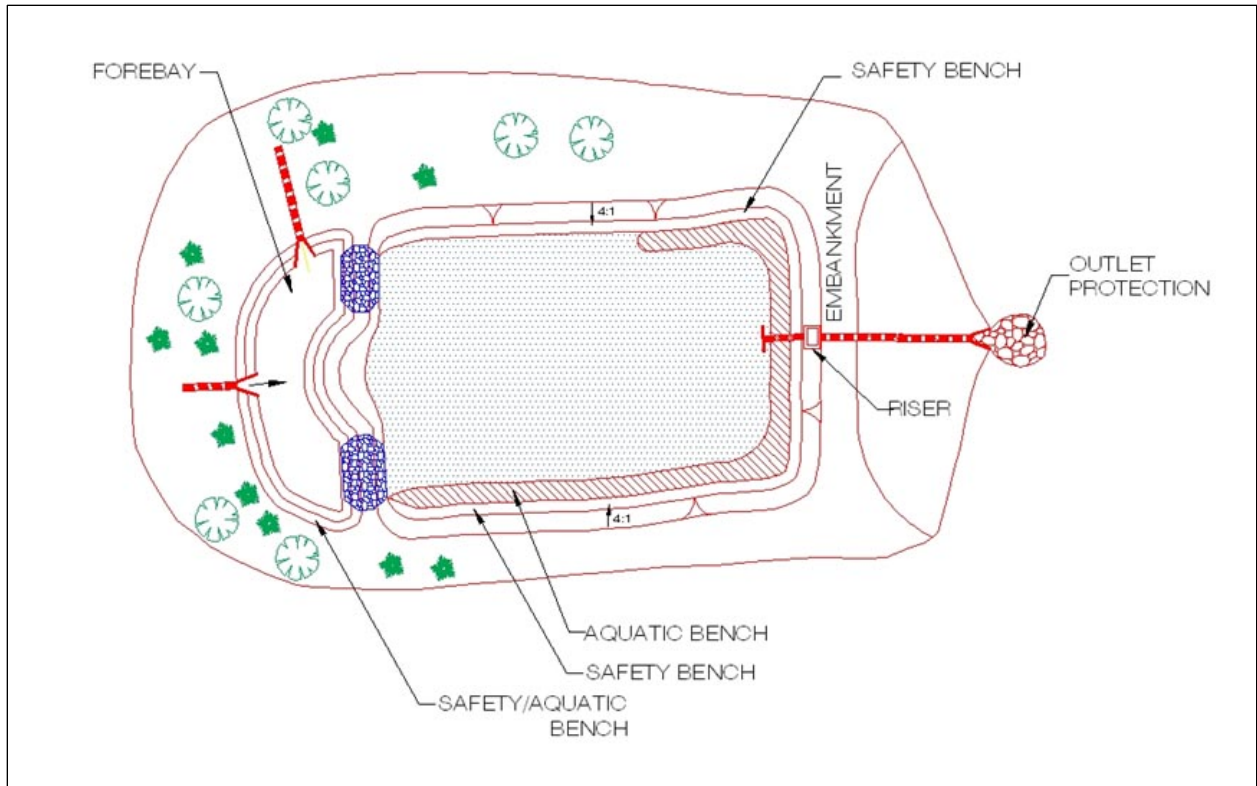 FOREBAY
SAFETY BENCH
EMBANKMENT
4:1
OUTLET
PROTECTION
RISER
4:1
AQUATIC BENCH
SAFETY BENCH
SAFETY/AQUATIC
BENCH